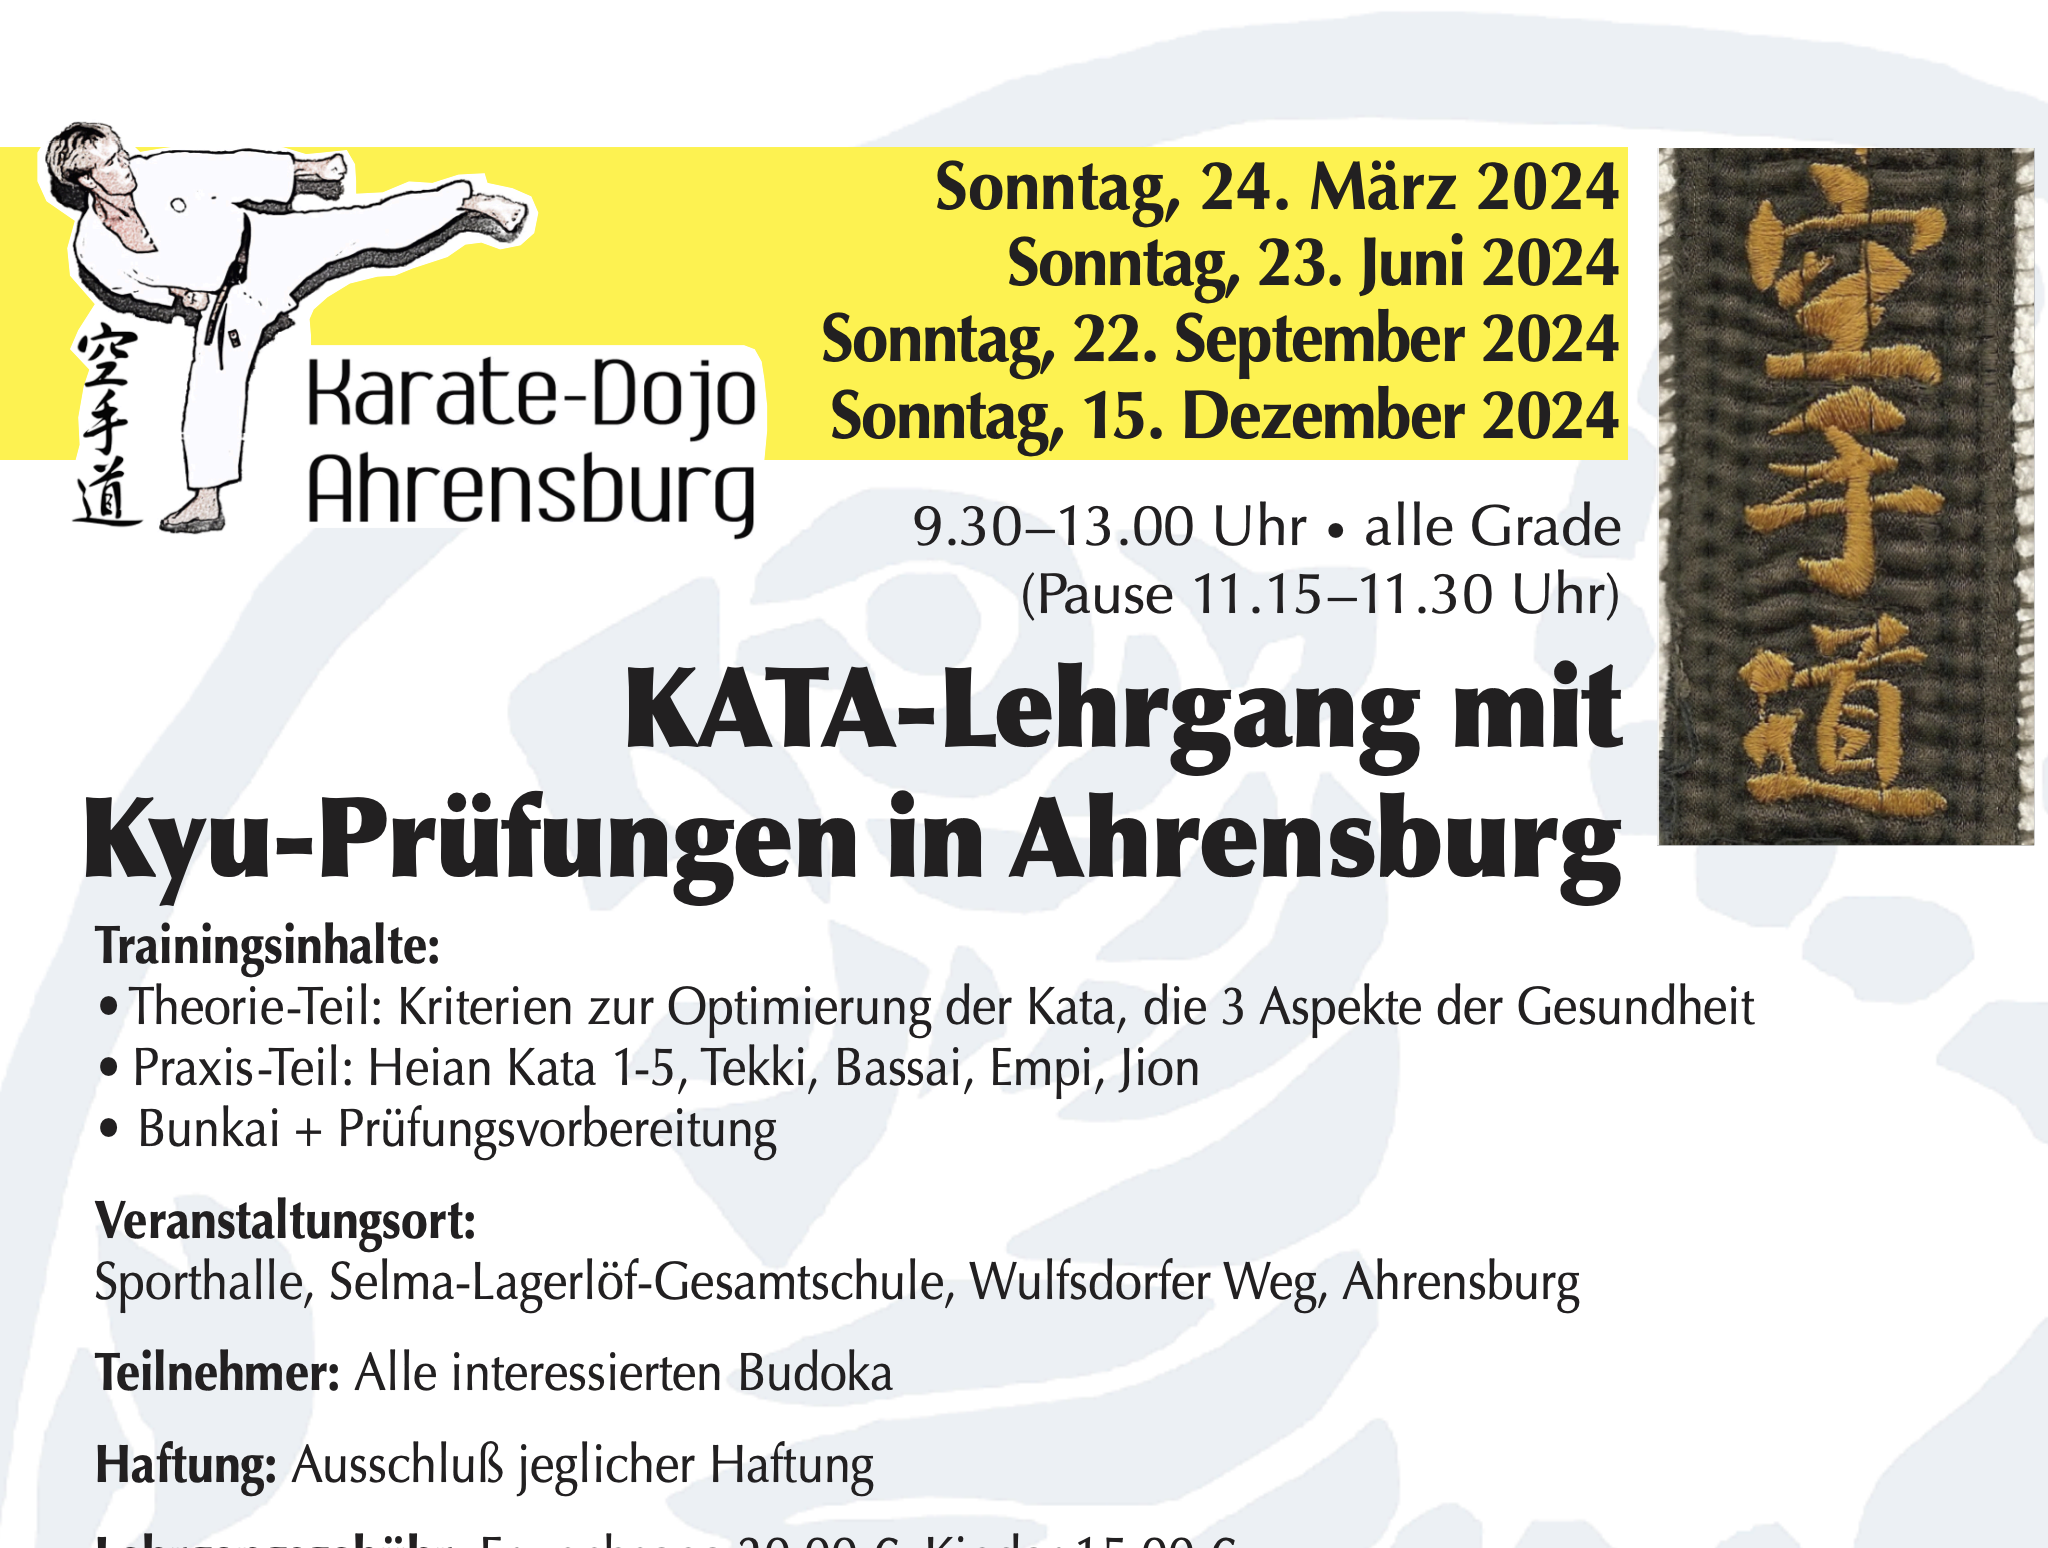 Sonntag, 24. März 2024
Sonntag, 23. Juni 2024
Sonntag, 22. September 2024
Sonntag, 15. Dezember 2024
空手道
Karate-Dojo
Ahrensburg
9.30–13.00 Uhr • alle Grade
(Pause 11.15–11.30 Uhr)
空手道
KATA-Lehrgang mit
Kyu-Prüfungen in Ahrensburg
Trainingsinhalte:
• Theorie-Teil: Kriterien zur Optimierung der Kata, die 3 Aspekte der Gesundheit
• Praxis-Teil: Heian Kata 1-5, Tekki, Bassai, Empi, Jion
• Bunkai + Prüfungsvorbereitung
Veranstaltungsort:
Sporthalle, Selma-Lagerlöf-Gesamtschule, Wulfsdorfer Weg, Ahrensburg
Teilnehmer: Alle interessierten Budoka
Haftung: Ausschluß jeglicher Haftung